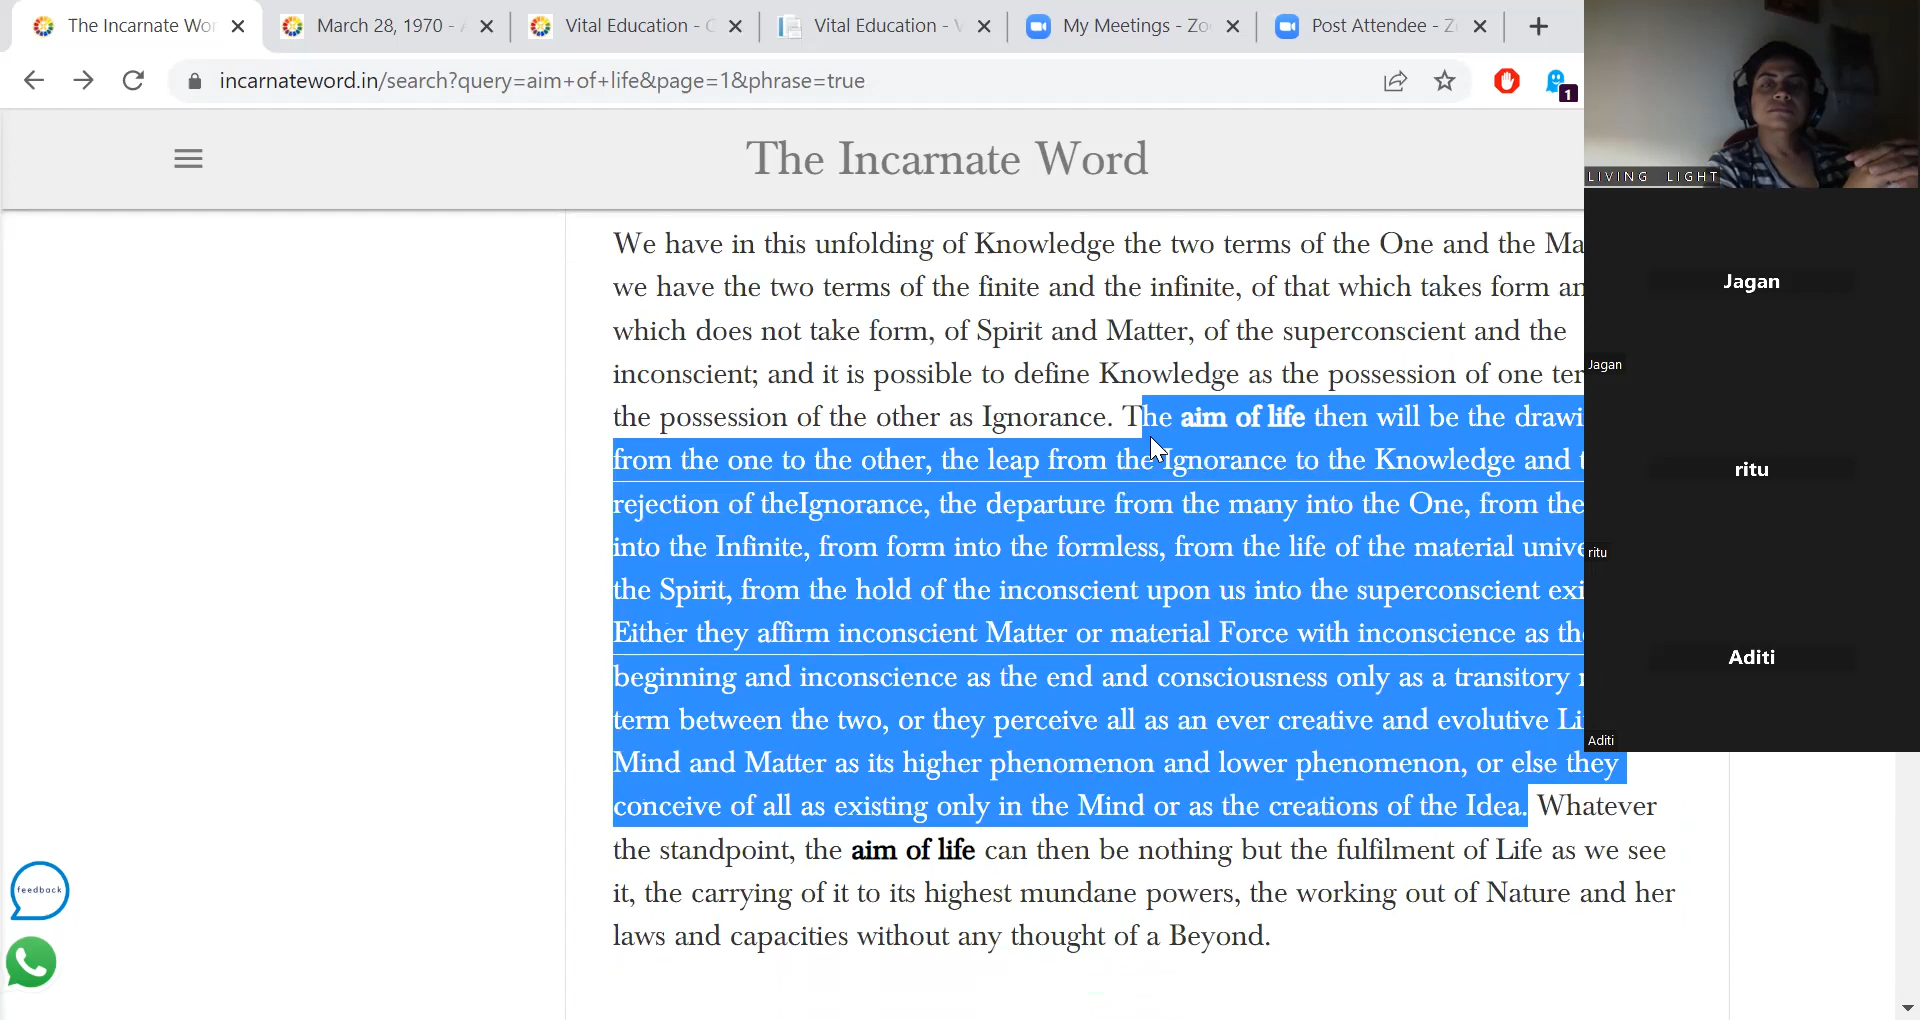 The Incarnate Wor
March 28, 1970 -
Vital Education -
Vital Education -
My Meetings - Zo
Post Attendee - Z
incarnateword.in/search?query=aim+of+life&page=1&phrase=true
1
The Incarnate Word
LIVING LIGHT
We have in this unfolding of Knowledge the two terms of the One and the Ma
we have the two terms of the finite and the infinite, of that which takes form an
which does not take form, of Spirit and Matter, of the superconscient and the
inconscient; and it is possible to define Knowledge as the possession of one ter
the possession of the other as Ignorance. The aim of life then will be the drawi
from the one to the other, the leap from the Ignorance to the Knowledge and t
rejection of theIgnorance, the departure from the many into the One, from the
into the Infinite, from form into the formless, from the life of the material unive
the Spirit, from the hold of the inconscient upon us into the superconscient exi
Either they affirm inconscient Matter or material Force with inconscience as the
beginning and inconscience as the end and consciousness only as a transitory
term between the two, or they perceive all as an ever creative and evolutive Li
Mind and Matter as its higher phenomenon and lower phenomenon, or else they
conceive of all as existing only in the Mind or as the creations of the Idea. Whatever
the standpoint, the aim of life can then be nothing but the fulfilment of Life as we see
it, the carrying of it to its highest mundane powers, the working out of Nature and her
laws and capacities without any thought of a Beyond.
Jagan
Jagan
ritu
ritu
Aditi
Aditi
feedback